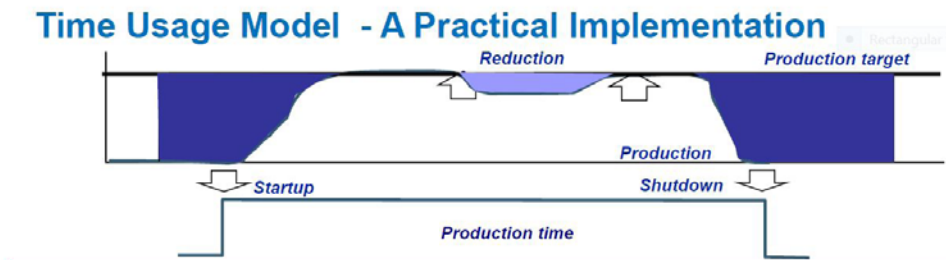 Time Usage Model - A Practical Implementation
Rectangular
Reduction
Production target
Production
Startup
Shutdown
Production time